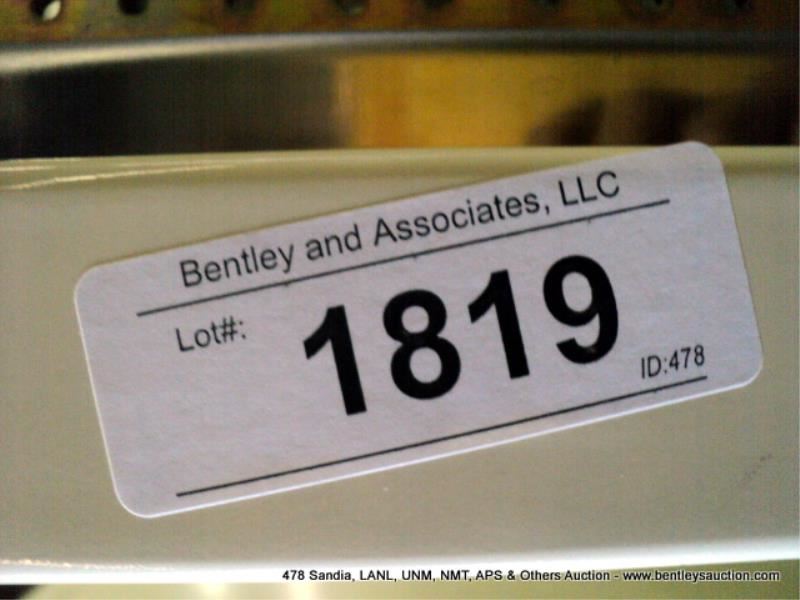 Bentley and Associates, LLC
Lot#: 1819
ID:478
478 Sandia, LANL, UNM, NMT, APS & Others Auction - www.bentleysauction.com